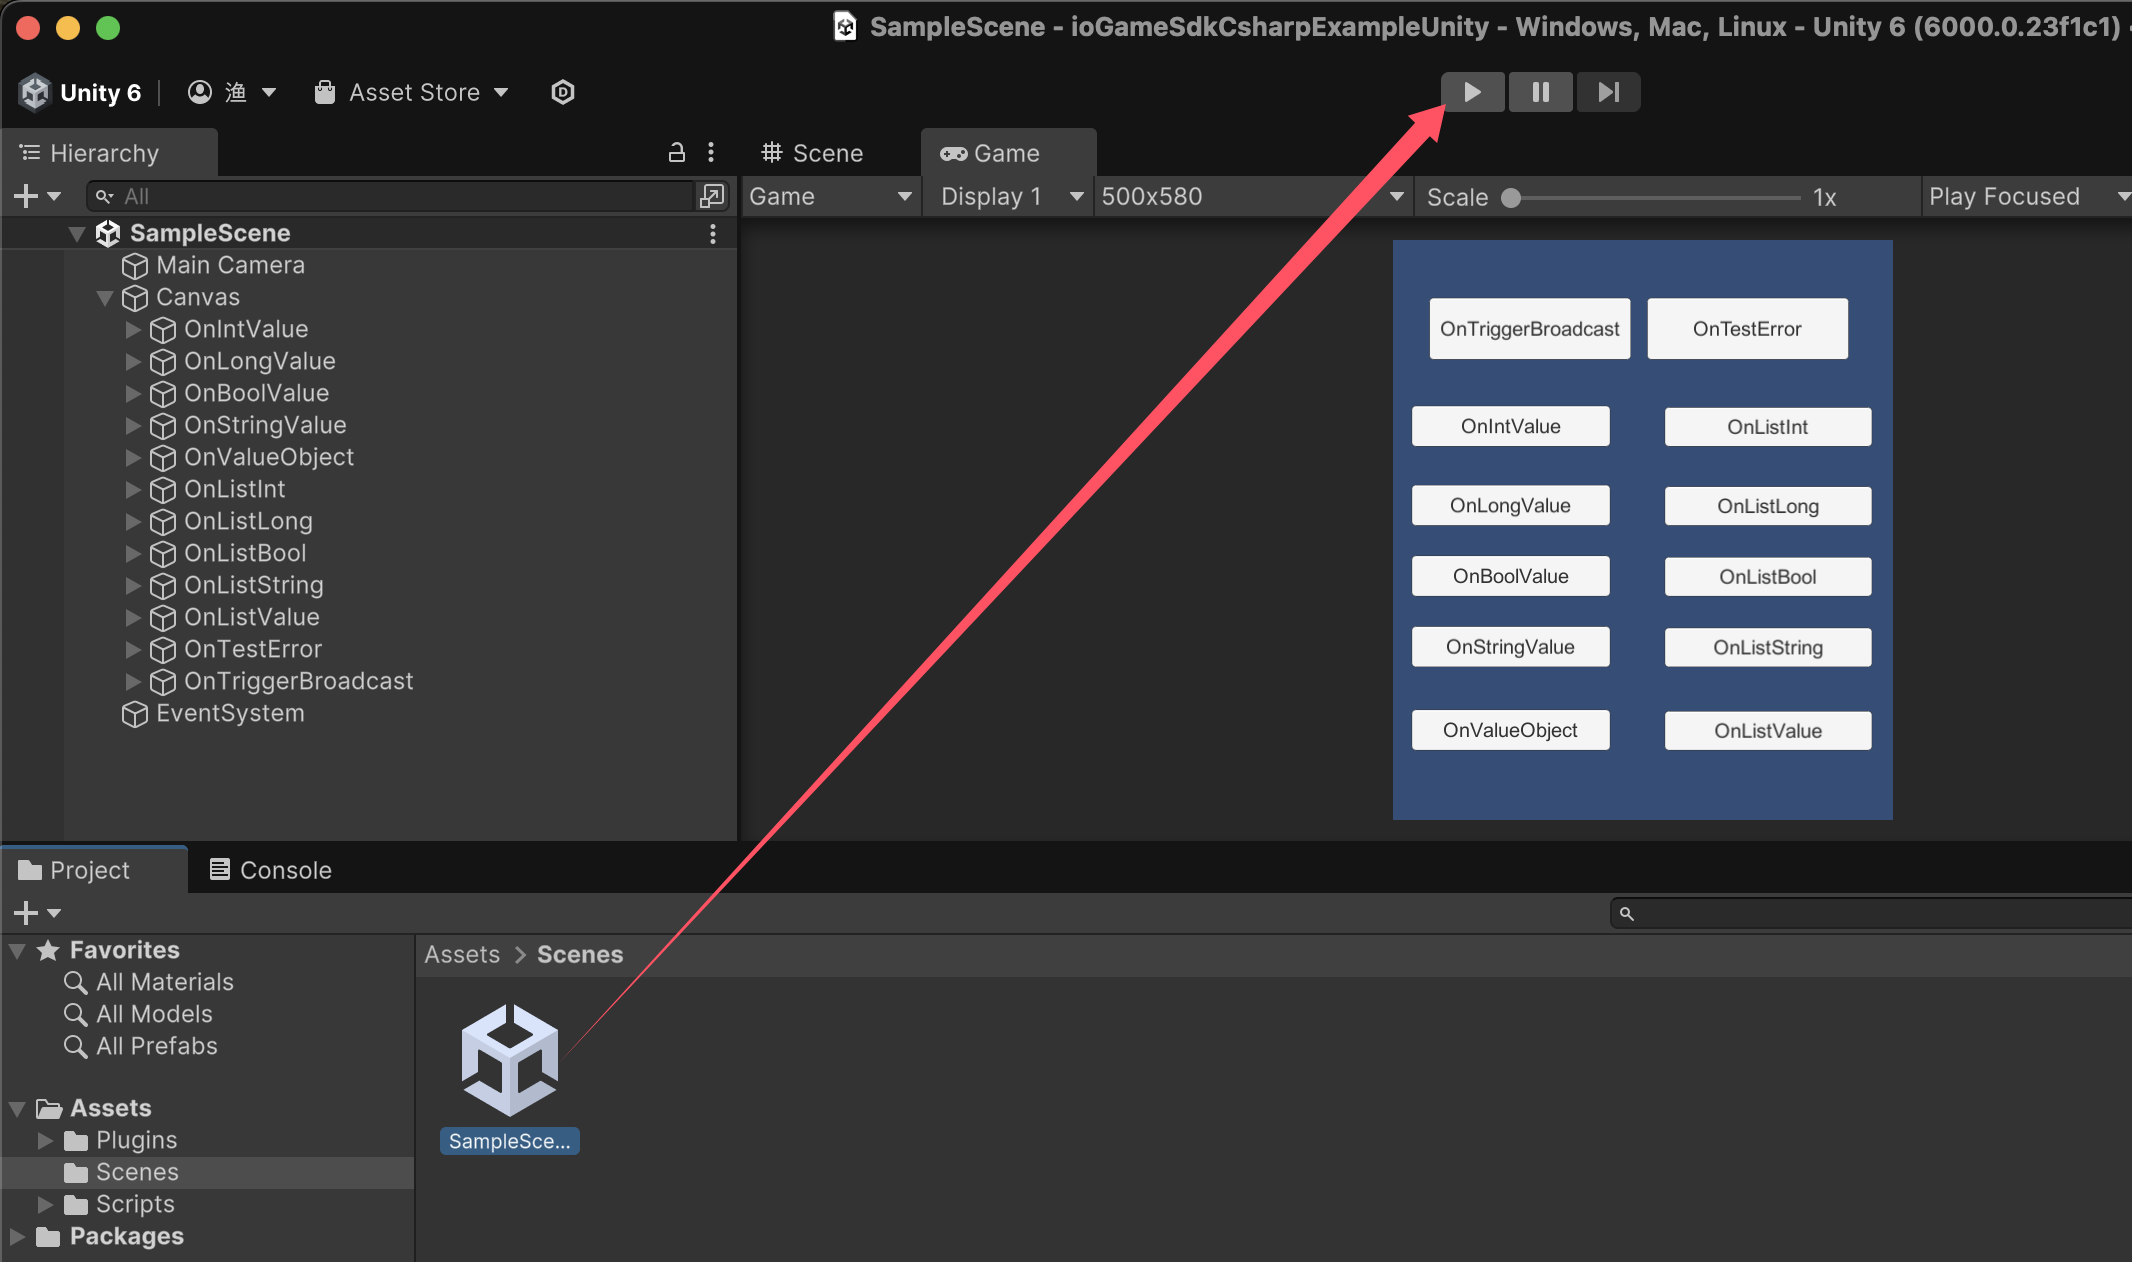 SampleScene - ioGameSdkCsharpExampleUnity - Windows, Mac, Linux - Unity 6 (6000.0.23f1c1)
Unity 6
渔
Asset Store
Hierarchy
Scene
Game
All
Game
Display 1
500x580
Scale
1x
Play Focused
SampleScene
Main Camera
Canvas
OnIntValue
OnLongValue
OnBoolValue
OnStringValue
OnValueObject
OnListInt
OnListLong
OnListBool
OnListString
OnListValue
OnTestError
OnTriggerBroadcast
EventSystem
OnTriggerBroadcast
OnTestError
OnIntValue
OnListInt
OnLongValue
OnListLong
OnBoolValue
OnListBool
OnStringValue
OnListString
OnValueObject
OnListValue
Project
Console
Favorites
All Materials
All Models
All Prefabs
Assets
Plugins
Scenes
Scripts
Packages
Assets > Scenes
SampleSce...